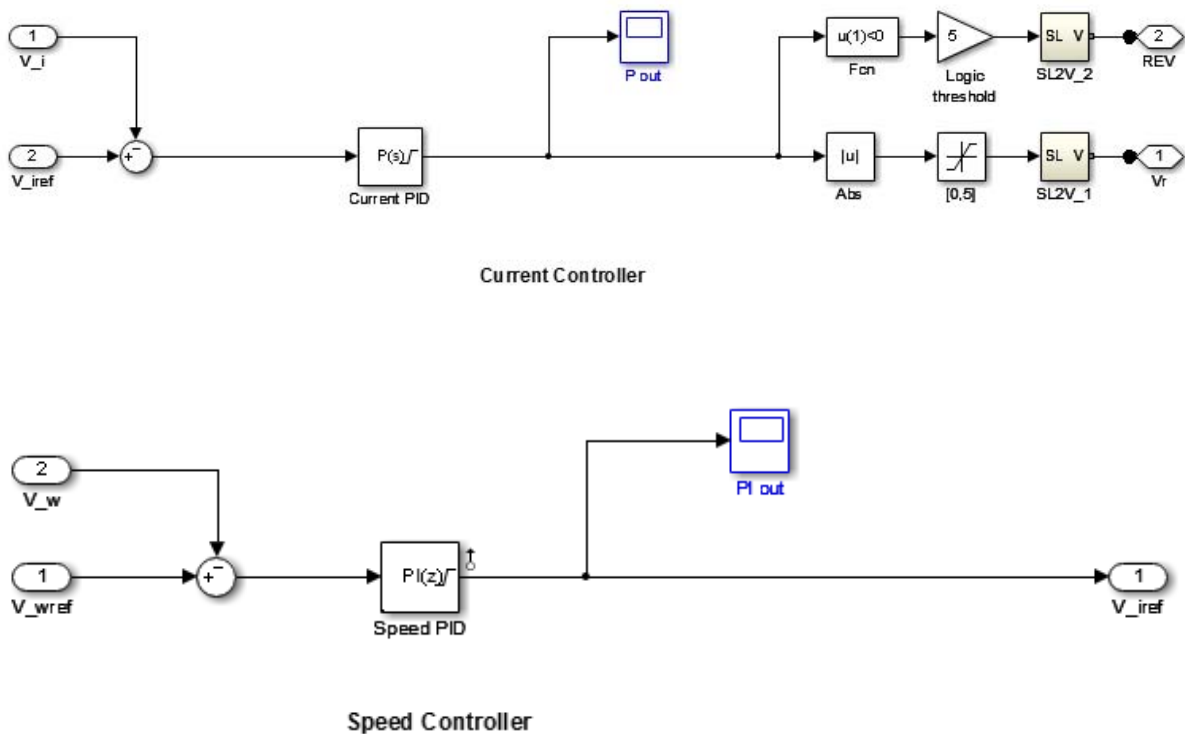 1
V_i
2
V_iref
+
−
P(s)
Current PID
P out
u(1)<0
Fcn
5
Logic
threshold
SL V
SL2V_2
2
REV
|u|
Abs
[0,5]
SL V
SL2V_1
1
Vr
Current Controller
2
V_w
1
V_wref
+
−
PI(z)
Speed PID
PI out
1
V_iref
Speed Controller